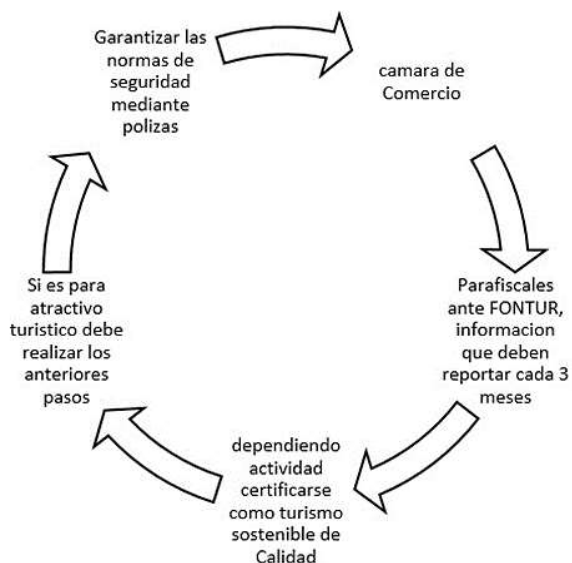 Garantizar las
normas de
seguridad
mediante
polizas
camara de
Comercio
Parafiscales
ante FONTUR,
informacion
que deben
reportar cada 3
meses
dependiendo
actividad
certificarse
como turismo
sostenible de
Calidad
Si es para
atractivo
turistico debe
realizar los
anteriores
pasos